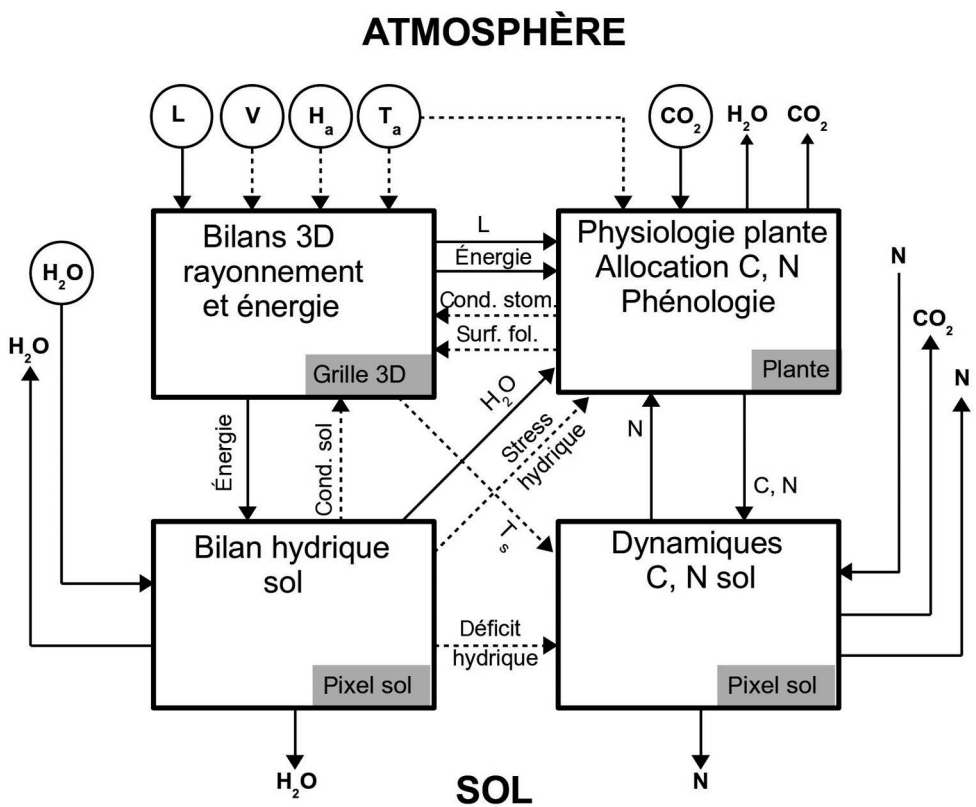 ATMOSPHÈRE
L
V
Hₐ
Tₐ
CO₂
H₂O
CO₂
Bilans 3D
rayonnement
et énergie
Grille 3D
L
Énergie
Cond. stom.
Surf. fol.
Physiologie plante
Allocation C, N
Phénologie
Plante
H₂O
H₂O
N
CO₂
N
Énergie
Cond. sol
H₂O
Stress
hydrique
Tₛ
N
C, N
Bilan hydrique
sol
Pixel sol
Déficit
hydrique
Dynamiques
C, N sol
Pixel sol
H₂O
SOL
N